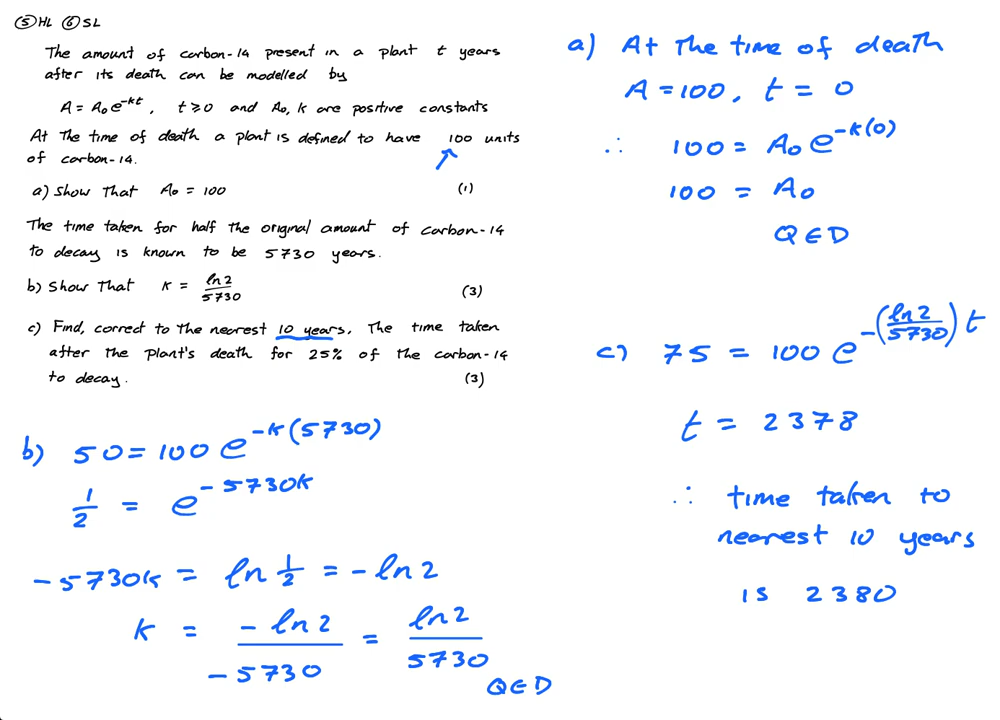 ⑤HL ⑥SL
The amount of carbon-14 present in a plant t years
after its death can be modelled by
A = A₀e^(-kt), t ≥ 0 and A₀, k are positive constants
At the time of death a plant is defined to have 100 units
of carbon-14.
a) Show that A₀ = 100 (1)
The time taken for half the original amount of carbon-14
to decay is known to be 5730 years.
b) Show that k = ln2/5730 (3)
c) Find, correct to the nearest 10 years, the time taken
after the plant's death for 25% of the carbon-14
to decay. (3)
a) At the time of death
A = 100, t = 0
∴ 100 = A₀e^(-k(0))
100 = A₀
QED
b) 50 = 100e^(-k(5730))
1/2 = e^(-5730k)
-5730k = ln 1/2 = -ln2
k = -ln2/-5730 = ln2/5730
QED
c) 75 = 100e^(-(ln2/5730)t)
t = 2378
∴ time taken to
nearest 10 years
is 2380